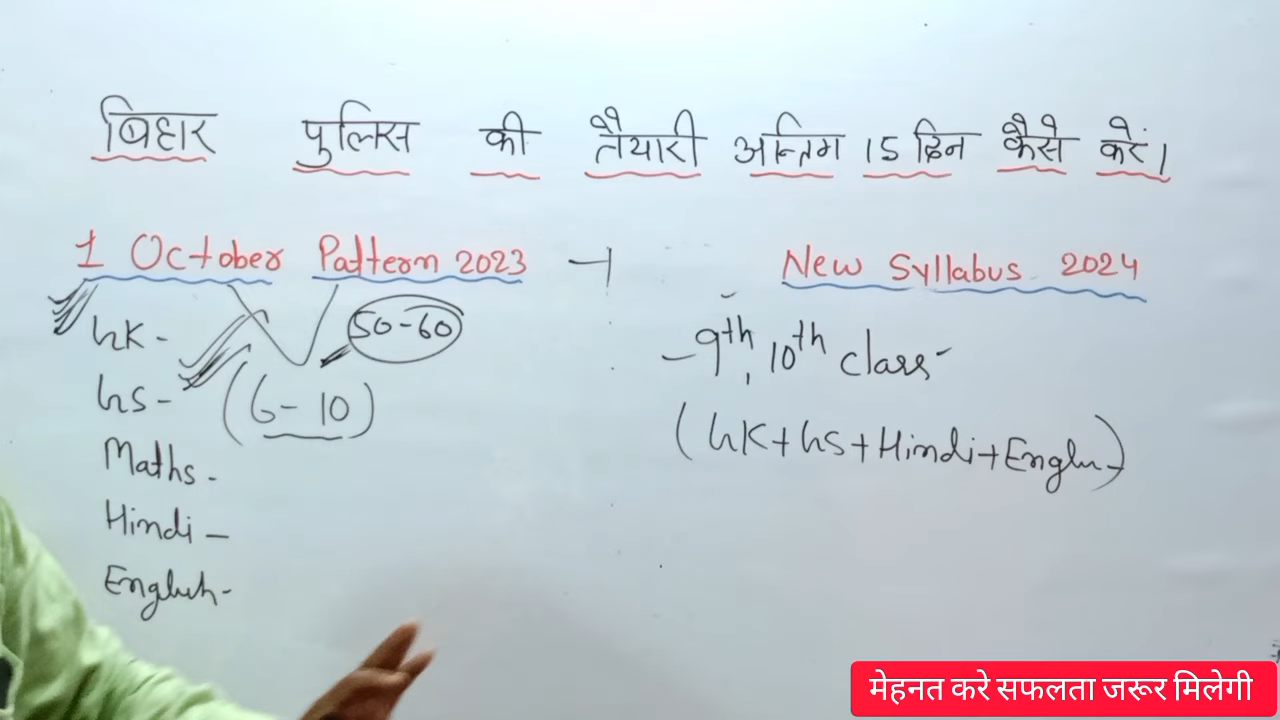 बिहार पुलिस की तैयारी अन्तिम 15 दिन कैसे करें।
1 October Pattern 2023
New Syllabus 2024
GK -
50-60
GS -
(6-10)
Maths -
Hindi -
English -
- 9th, 10th class -
(GK+GS+Hindi+English)
मेहनत करे सफलता जरूर मिलेगी